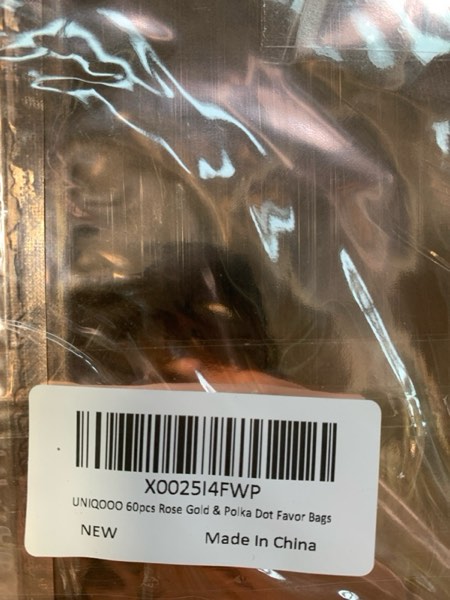 X0025I4FWP
UNIQOOO 60pcs Rose Gold & Polka Dot Favor Bags
NEW
Made In China